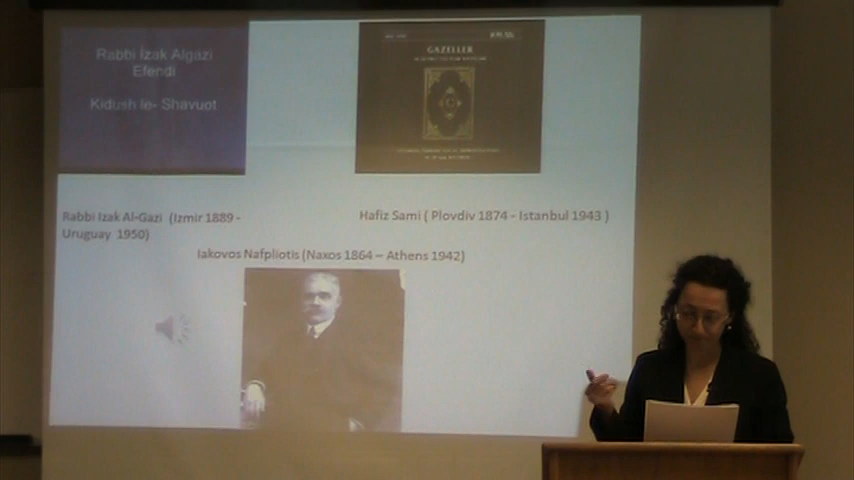 Rabbi İzak Algazi
Efendi
Kidush le- Shavuot
GAZELLER
Rabbi Izak Al-Gazi (Izmir 1889 -
Uruguay 1950)
Hafiz Sami ( Plovdiv 1874 - Istanbul 1943 )
Iakovos Nafpliotis (Naxos 1864 – Athens 1942)